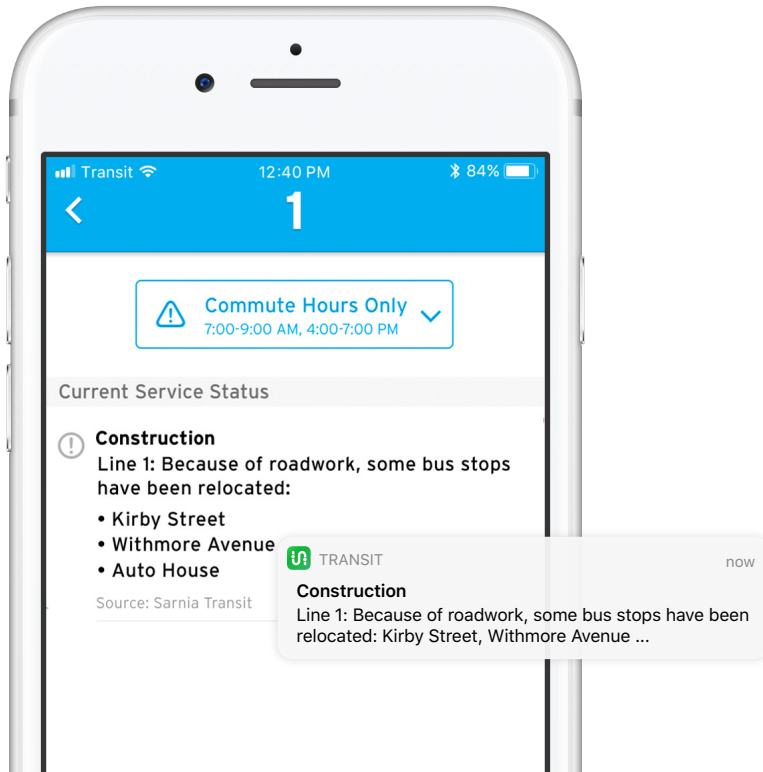 Transit 12:40 PM 84%
1
Commute Hours Only
7:00-9:00 AM, 4:00-7:00 PM
Current Service Status
Construction
Line 1: Because of roadwork, some bus stops
have been relocated:
• Kirby Street
• Withmore Avenue
• Auto House
Source: Sarnia Transit
TRANSIT now
Construction
Line 1: Because of roadwork, some bus stops have been
relocated: Kirby Street, Withmore Avenue ...